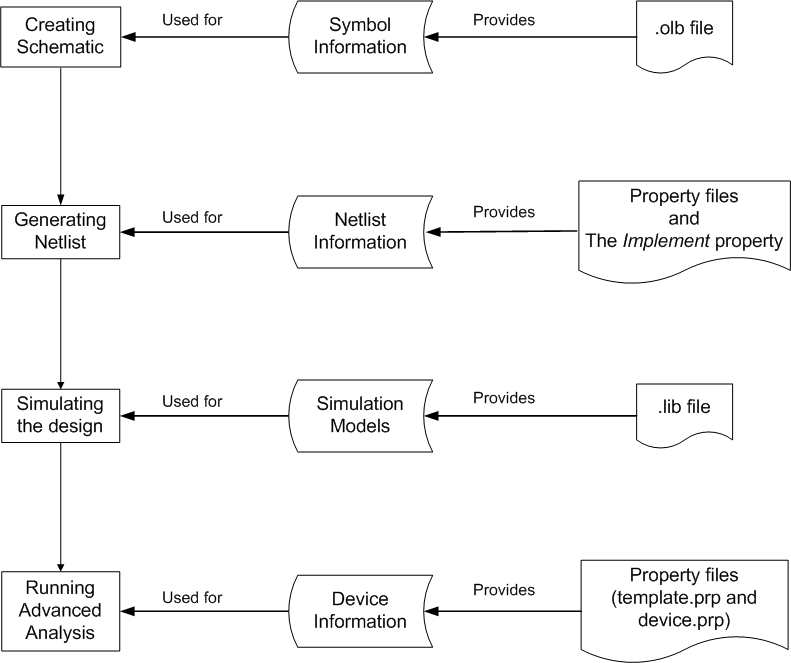 Creating
Schematic
Used for
Symbol
Information
Provides
.olb file
Generating
Netlist
Used for
Netlist
Information
Provides
Property files
and
The Implement property
Simulating
the design
Used for
Simulation
Models
Provides
.lib file
Running
Advanced
Analysis
Used for
Device
Information
Provides
Property files
(template.prp and
device.prp)